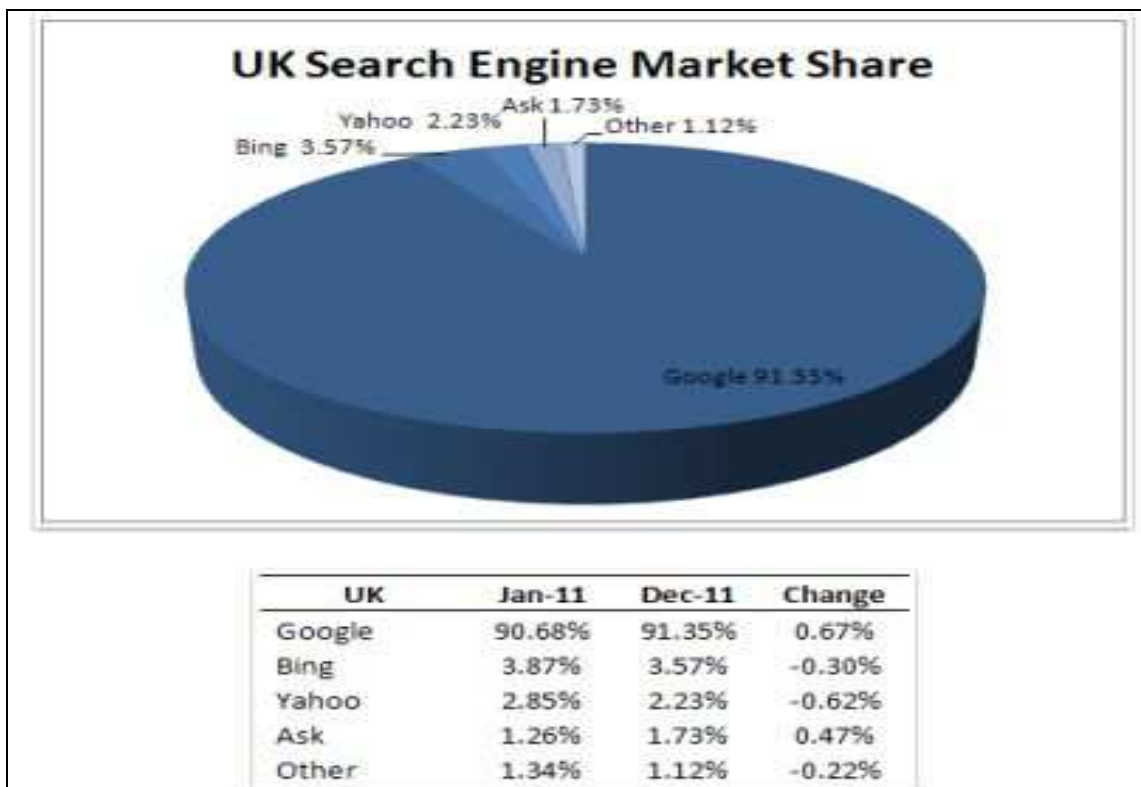 UK Search Engine Market Share
Ask 1.73%
Yahoo 2.23%
Other 1.12%
Bing 3.57%
Google 91.35%
UK Jan-11 Dec-11 Change
Google 90.68% 91.35% 0.67%
Bing 3.87% 3.57% -0.30%
Yahoo 2.85% 2.23% -0.62%
Ask 1.26% 1.73% 0.47%
Other 1.34% 1.12% -0.22%